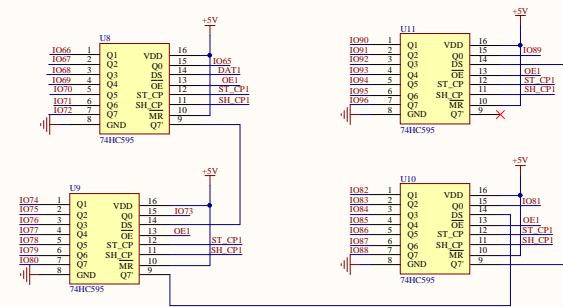 U8
+5V
IO66 1 Q1 VDD 16
IO67 2 Q2 Q0 15 IO65
IO68 3 Q3 DS 14 DAT1
IO69 4 Q4 OE 13 OE1
IO70 5 Q5 ST_CP 12 ST_CP1
IO71 6 Q6 SH_CP 11 SH_CP1
IO72 7 Q7 MR 10
8 GND Q7' 9
74HC595
U11
+5V
IO90 1 Q1 VDD 16
IO91 2 Q2 Q0 15 IO89
IO92 3 Q3 DS 14
IO93 4 Q4 OE 13 OE1
IO94 5 Q5 ST_CP 12 ST_CP1
IO95 6 Q6 SH_CP 11 SH_CP1
IO96 7 Q7 MR 10
8 GND Q7' 9
74HC595
U9
+5V
IO74 1 Q1 VDD 16
IO75 2 Q2 Q0 15 IO73
IO76 3 Q3 DS 14
IO77 4 Q4 OE 13 OE1
IO78 5 Q5 ST_CP 12 ST_CP1
IO79 6 Q6 SH_CP 11 SH_CP1
IO80 7 Q7 MR 10
8 GND Q7' 9
74HC595
U10
+5V
IO82 1 Q1 VDD 16
IO83 2 Q2 Q0 15 IO81
IO84 3 Q3 DS 14
IO85 4 Q4 OE 13 OE1
IO86 5 Q5 ST_CP 12 ST_CP1
IO87 6 Q6 SH_CP 11 SH_CP1
IO88 7 Q7 MR 10
8 GND Q7' 9
74HC595